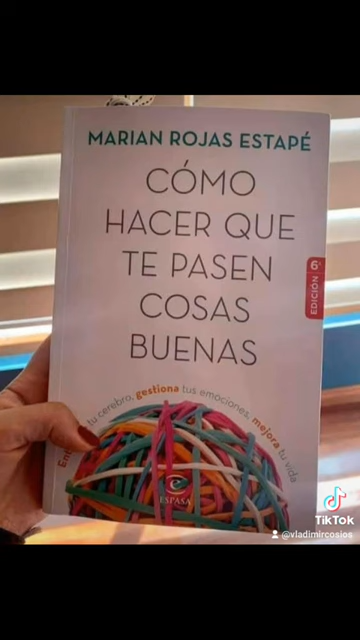 MARIAN ROJAS ESTAPÉ
CÓMO
HACER QUE
TE PASEN
COSAS
BUENAS
6ª
EDICIÓN
tu cerebro, gestiona tus emociones, mejora tu vida
ESPASA
TikTok
@vladimircosios